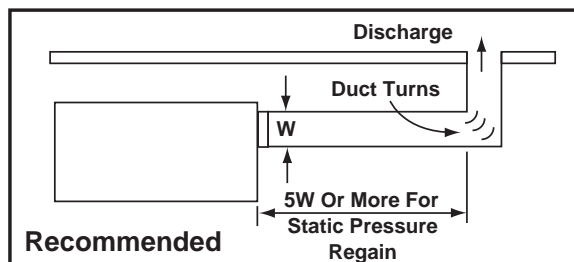 Discharge
Duct Turns
W
5W Or More For
Static Pressure
Regain
Recommended